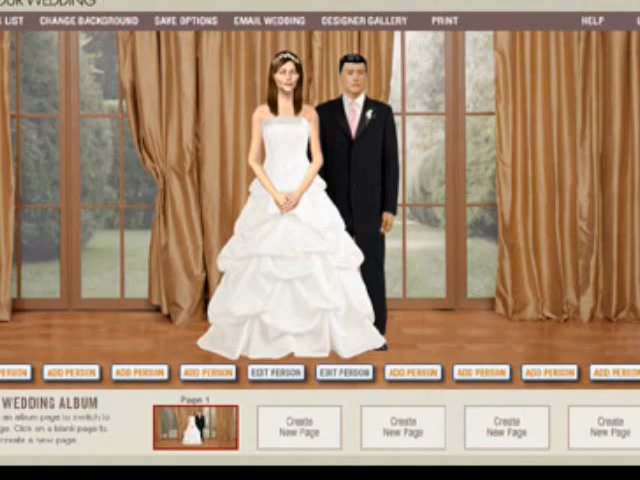 OUR WEDDING
LIST CHANGE BACKGROUND SAVE OPTIONS EMAIL WEDDING DESIGNER GALLERY PRINT HELP
PERSON ADD PERSON ADD PERSON ADD PERSON EDIT PERSON EDIT PERSON ADD PERSON ADD PERSON ADD PERSON ADD PERSON
WEDDING ALBUM
Page 1
an album page to switch to
ge. Click on a blank page to
create a new page.
Create
New Page
Create
New Page
Create
New Page
Create
New Page